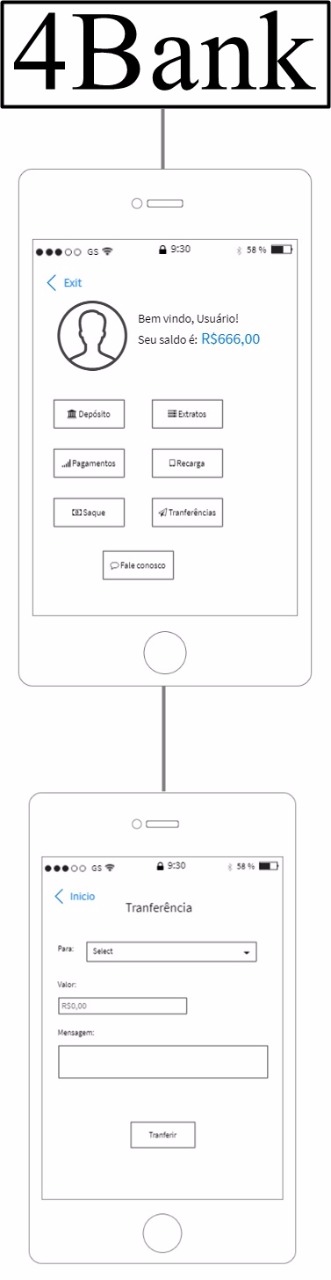 4Bank
GS 9:30 58 %
Exit
Bem vindo, Usuário!
Seu saldo é: R$666,00
Depósito Extratos
Pagamentos Recarga
Saque Tranferências
Fale conosco
GS 9:30 58 %
Inicio
Tranferência
Para: Select
Valor:
R$0,00
Mensagem:
Tranferir